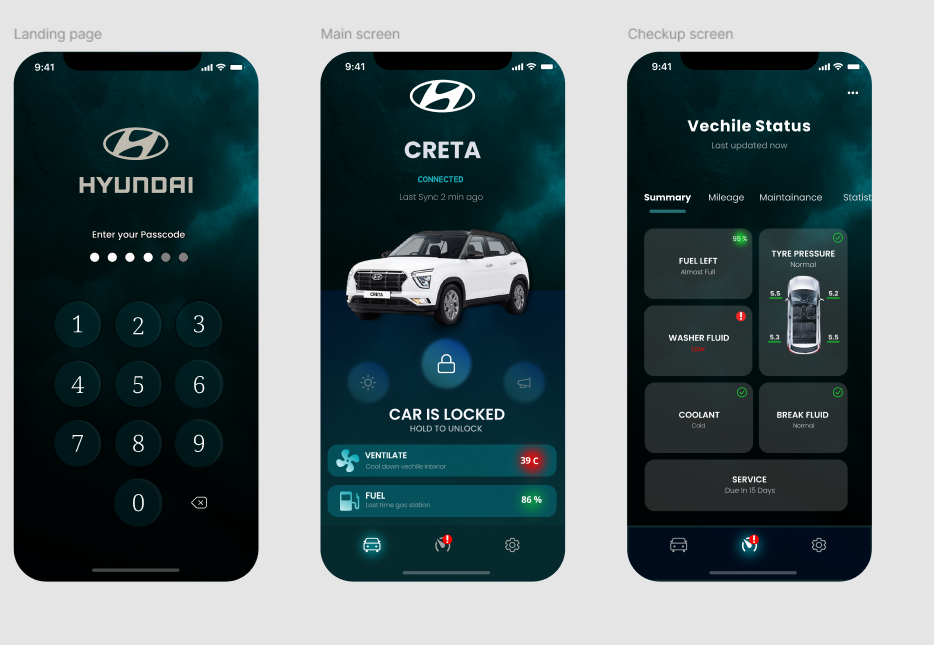 Landing page
9:41
HYUNDAI
Enter your Passcode
1 2 3
4 5 6
7 8 9
0
Main screen
9:41
CRETA
CONNECTED
Last Sync 2 min ago
CRETA
CAR IS LOCKED
HOLD TO UNLOCK
VENTILATE
Cool down vechile interior
39 C
FUEL
Last time gas station
86 %
Checkup screen
9:41
Vechile Status
Last updated now
Summary Mileage Maintainance Statist
95 %
FUEL LEFT
Almost Full
TYRE PRESSURE
Normal
5.5 5.2
5.3 5.5
WASHER FLUID
COOLANT
Cold
BREAK FLUID
Normal
SERVICE
Due In 15 Days